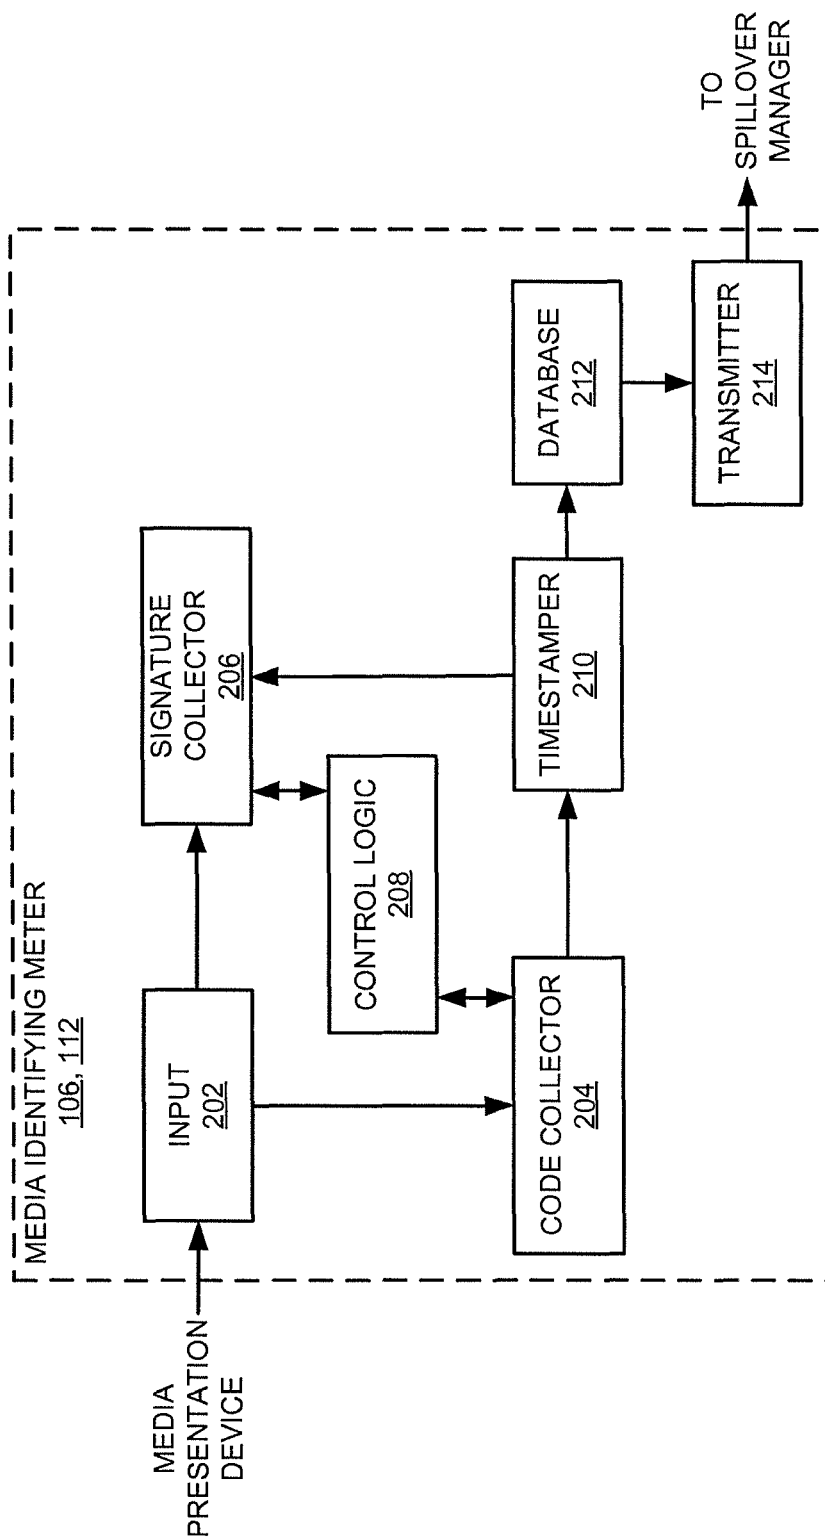 MEDIA IDENTIFYING METER
106, 112
MEDIA
PRESENTATION
DEVICE
INPUT
202
SIGNATURE
COLLECTOR
206
CONTROL LOGIC
208
CODE COLLECTOR
204
TIMESTAMPER
210
DATABASE
212
TRANSMITTER
214
TO
SPILLOVER
MANAGER